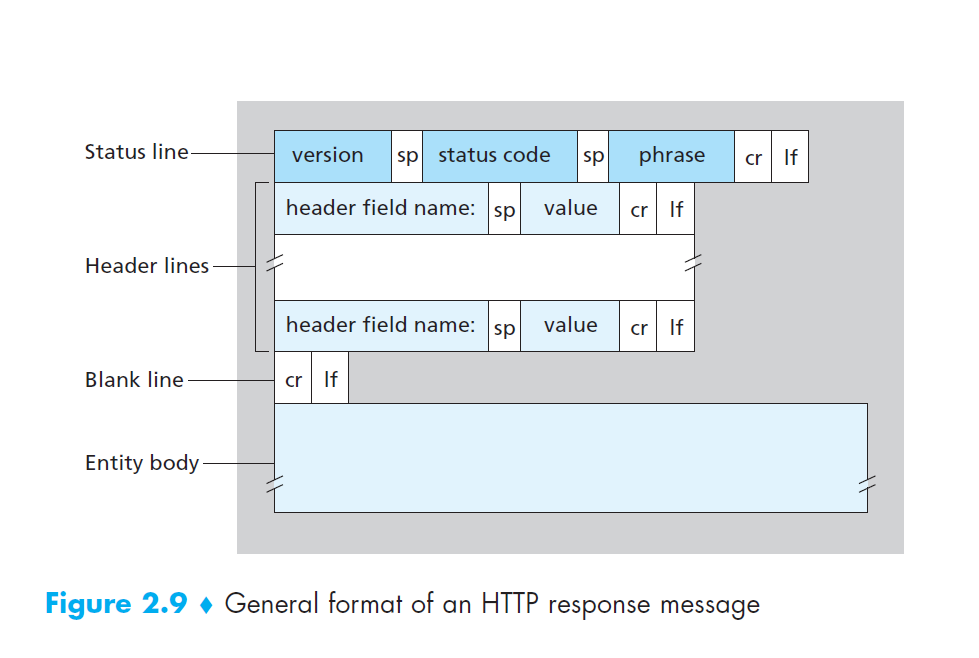 Status line version sp status code sp phrase cr lf
header field name: sp value cr lf
Header lines
header field name: sp value cr lf
Blank line cr lf
Entity body
Figure 2.9 ♦ General format of an HTTP response message